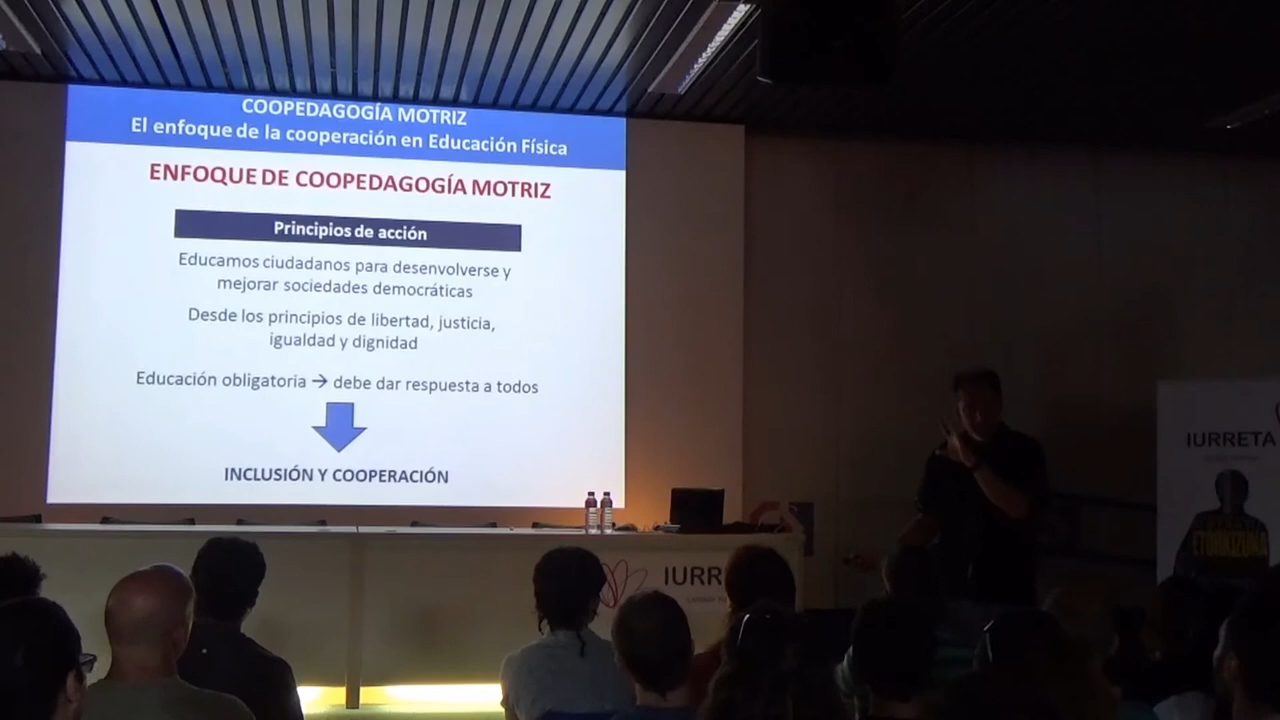 COOPEDAGOGÍA MOTRIZ
El enfoque de la cooperación en Educación Física
ENFOQUE DE COOPEDAGOGÍA MOTRIZ
Principios de acción
Educamos ciudadanos para desenvolverse y
mejorar sociedades democráticas
Desde los principios de libertad, justicia,
igualdad y dignidad
Educación obligatoria → debe dar respuesta a todos
INCLUSIÓN Y COOPERACIÓN
IURRETA
IURR